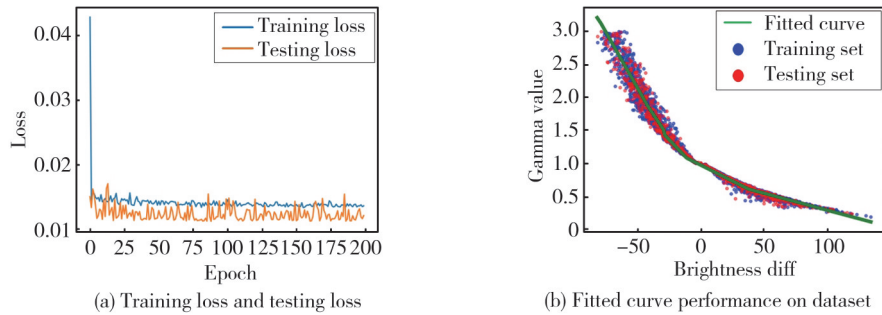 0.04
0.03
0.02
0.01
Loss
Training loss
Testing loss
0 25 50 75 100 125 150 175 200
Epoch
(a) Training loss and testing loss
3.0
2.5
2.0
1.5
1.0
0.5
0
Gamma value
Fitted curve
Training set
Testing set
−50 0 50 100
Brightness diff
(b) Fitted curve performance on dataset